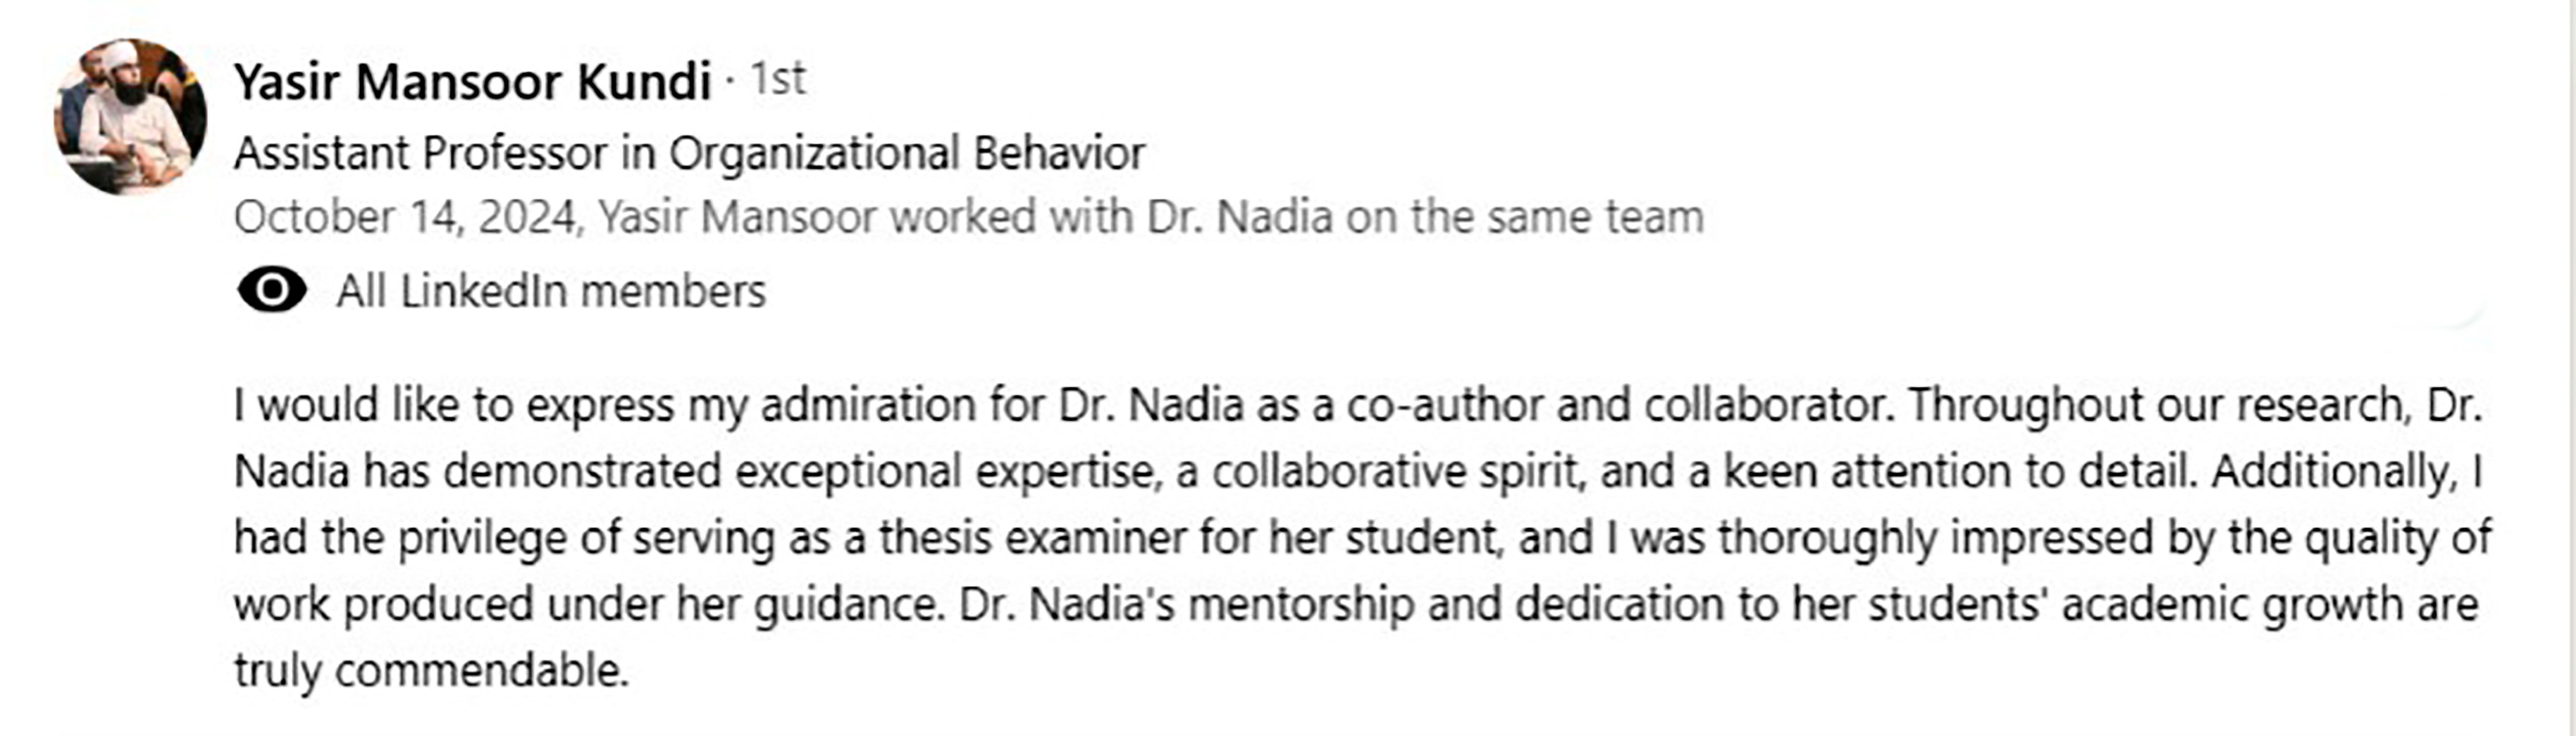 Yasir Mansoor Kundi · 1st
Assistant Professor in Organizational Behavior
October 14, 2024, Yasir Mansoor worked with Dr. Nadia on the same team
All LinkedIn members
I would like to express my admiration for Dr. Nadia as a co-author and collaborator. Throughout our research, Dr.
Nadia has demonstrated exceptional expertise, a collaborative spirit, and a keen attention to detail. Additionally, I
had the privilege of serving as a thesis examiner for her student, and I was thoroughly impressed by the quality of
work produced under her guidance. Dr. Nadia's mentorship and dedication to her students' academic growth are
truly commendable.